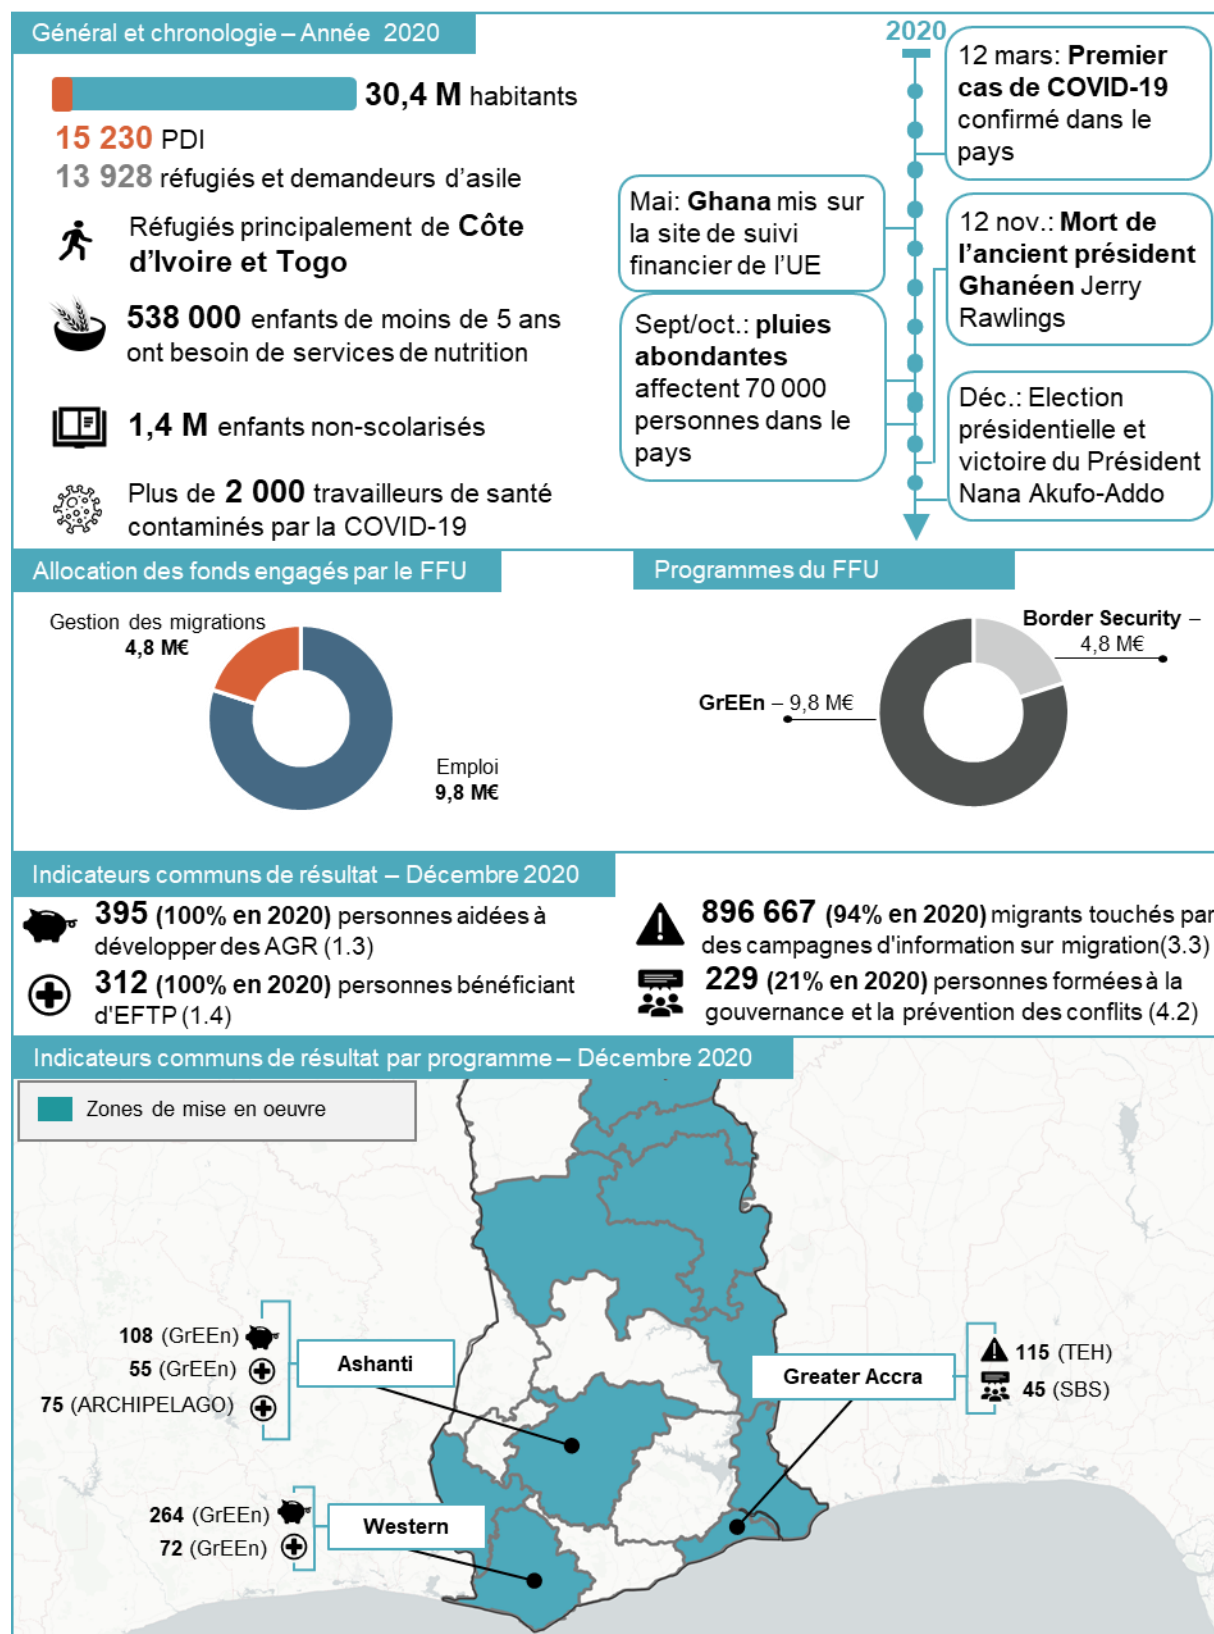 Général et chronologie – Année 2020
30,4 M habitants
15 230 PDI
13 928 réfugiés et demandeurs d'asile
Réfugiés principalement de Côte
d'Ivoire et Togo
538 000 enfants de moins de 5 ans
ont besoin de services de nutrition
1,4 M enfants non-scolarisés
Plus de 2 000 travailleurs de santé
contaminés par la COVID-19
2020
12 mars: Premier
cas de COVID-19
confirmé dans le
pays
Mai: Ghana mis sur
la site de suivi
financier de l'UE
12 nov.: Mort de
l'ancient président
Ghanéen Jerry
Rawlings
Sept/oct.: pluies
abondantes
affectent 70 000
personnes dans le
pays
Déc.: Election
présidentielle et
victoire du Président
Nana Akufo-Addo
Allocation des fonds engagés par le FFU
Gestion des migrations
4,8 M€
Emploi
9,8 M€
Programmes du FFU
Border Security –
4,8 M€
GrEEn – 9,8 M€
Indicateurs communs de résultat – Décembre 2020
395 (100% en 2020) personnes aidées à
développer des AGR (1.3)
312 (100% en 2020) personnes bénéficiant
d'EFTP (1.4)
896 667 (94% en 2020) migrants touchés par
des campagnes d'information sur migration(3.3)
229 (21% en 2020) personnes formées à la
gouvernance et la prévention des conflits (4.2)
Indicateurs communs de résultat par programme – Décembre 2020
Zones de mise en oeuvre
108 (GrEEn)
55 (GrEEn)
75 (ARCHIPELAGO)
Ashanti
Greater Accra
115 (TEH)
45 (SBS)
264 (GrEEn)
72 (GrEEn)
Western